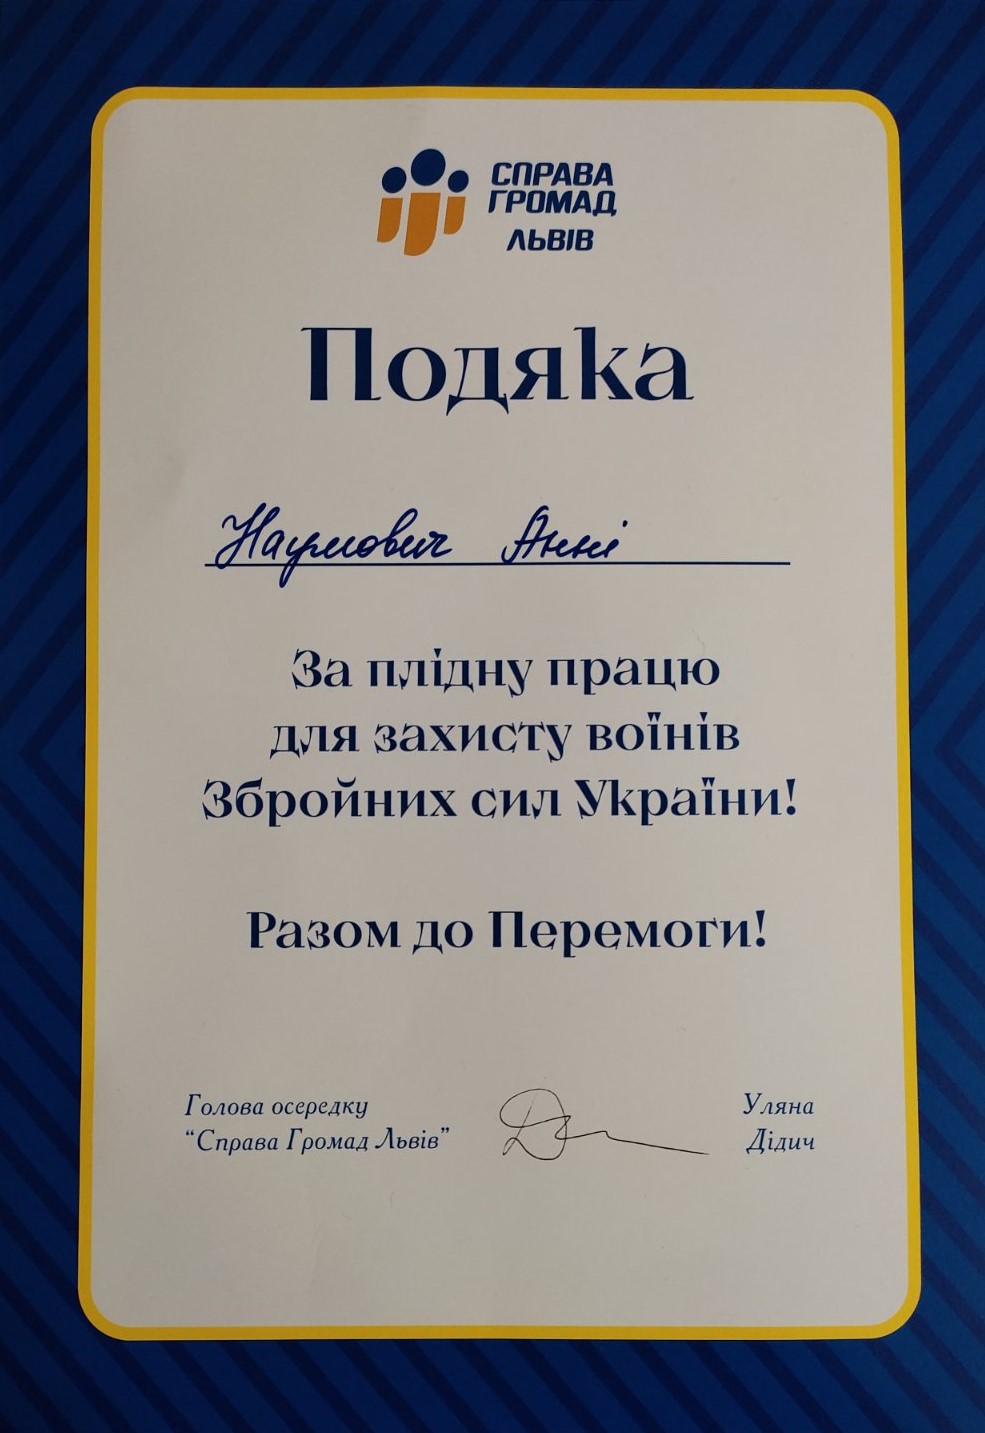 СПРАВА
ГРОМАД
ЛЬВІВ
Подяка
Наумович Анні
За плідну працю
для захисту воїнів
Збройних сил України!
Разом до Перемоги!
Голова осередку
“Справа Громад Львів”
Уляна
Дідич